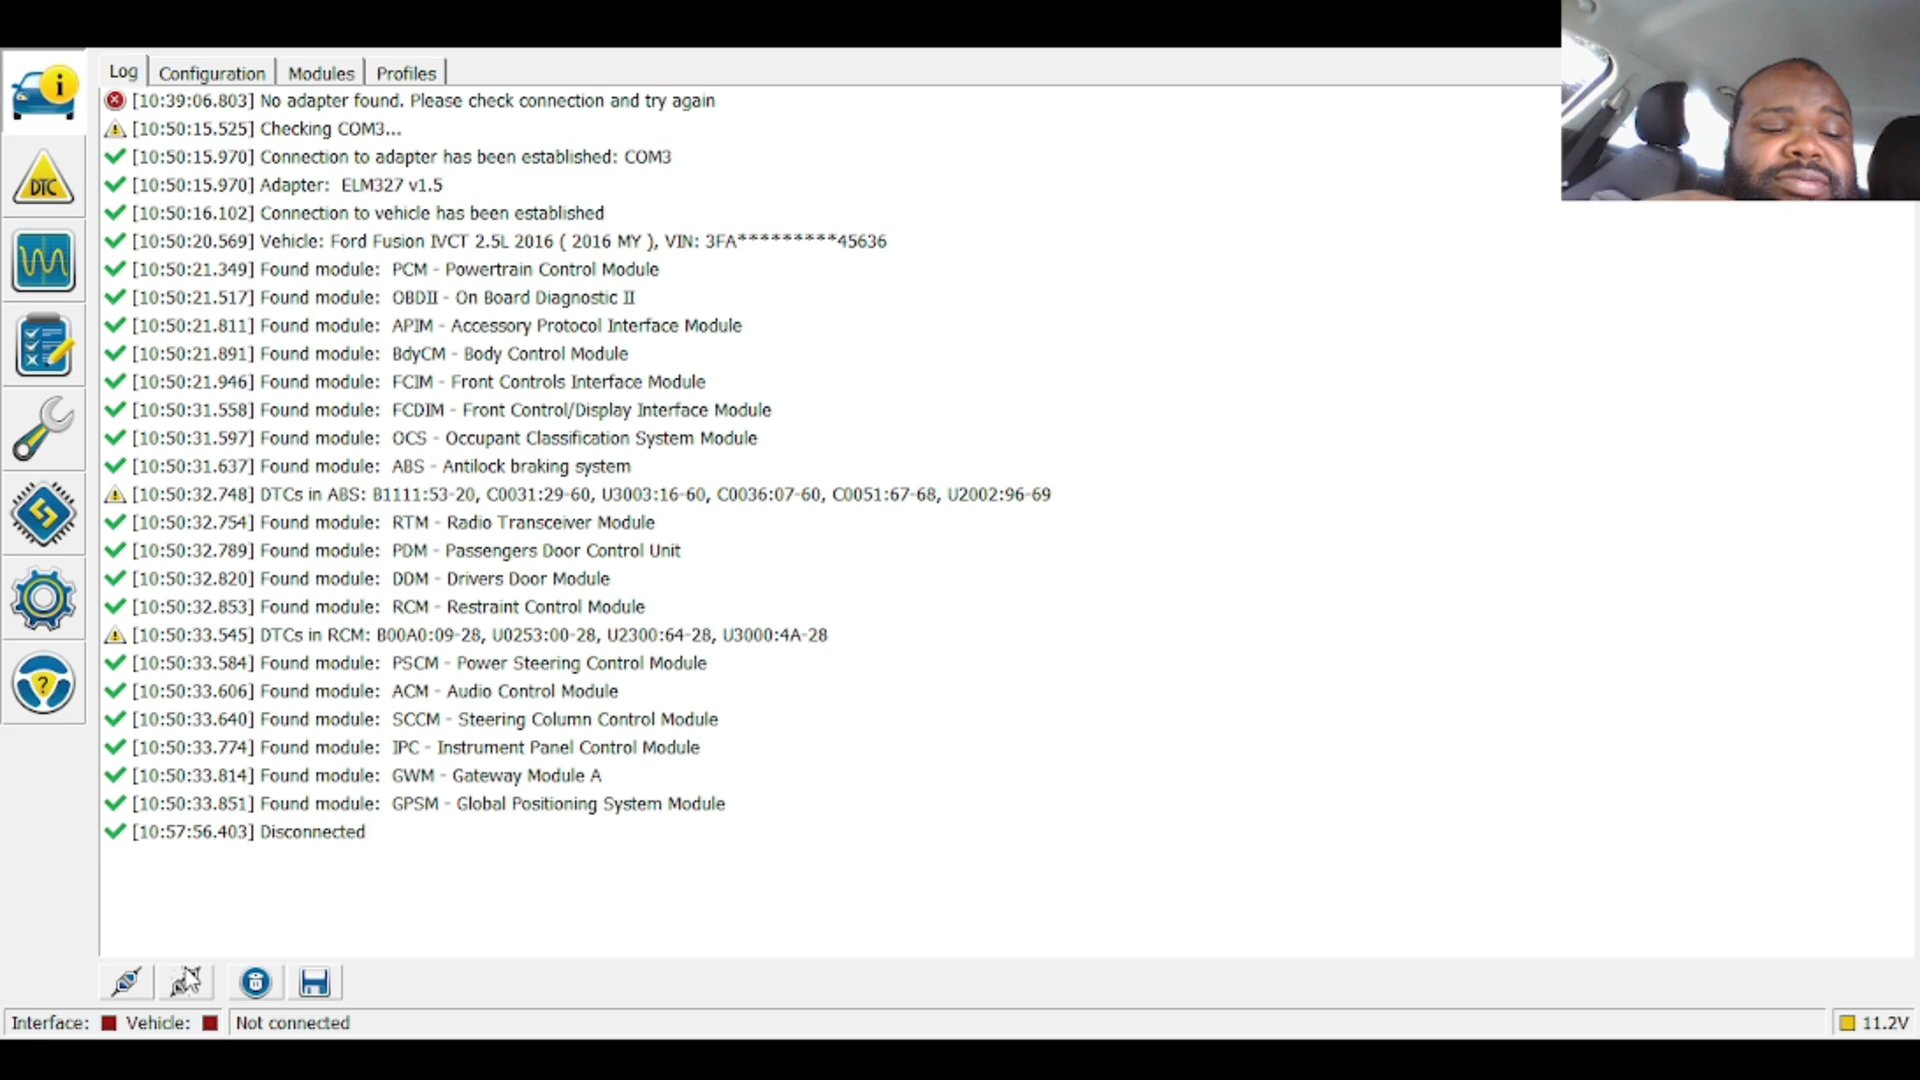 Log Configuration Modules Profiles
[10:39:06.803] No adapter found. Please check connection and try again
[10:50:15.525] Checking COM3...
[10:50:15.970] Connection to adapter has been established: COM3
[10:50:15.970] Adapter: ELM327 v1.5
[10:50:16.102] Connection to vehicle has been established
[10:50:20.569] Vehicle: Ford Fusion IVCT 2.5L 2016 ( 2016 MY ), VIN: 3FA*********45636
[10:50:21.349] Found module: PCM - Powertrain Control Module
[10:50:21.517] Found module: OBDII - On Board Diagnostic II
[10:50:21.811] Found module: APIM - Accessory Protocol Interface Module
[10:50:21.891] Found module: BdyCM - Body Control Module
[10:50:21.946] Found module: FCIM - Front Controls Interface Module
[10:50:31.558] Found module: FCDIM - Front Control/Display Interface Module
[10:50:31.597] Found module: OCS - Occupant Classification System Module
[10:50:31.637] Found module: ABS - Antilock braking system
[10:50:32.748] DTCs in ABS: B1111:53-20, C0031:29-60, U3003:16-60, C0036:07-60, C0051:67-68, U2002:96-69
[10:50:32.754] Found module: RTM - Radio Transceiver Module
[10:50:32.789] Found module: PDM - Passengers Door Control Unit
[10:50:32.820] Found module: DDM - Drivers Door Module
[10:50:32.853] Found module: RCM - Restraint Control Module
[10:50:33.545] DTCs in RCM: B00A0:09-28, U0253:00-28, U2300:64-28, U3000:4A-28
[10:50:33.584] Found module: PSCM - Power Steering Control Module
[10:50:33.606] Found module: ACM - Audio Control Module
[10:50:33.640] Found module: SCCM - Steering Column Control Module
[10:50:33.774] Found module: IPC - Instrument Panel Control Module
[10:50:33.814] Found module: GWM - Gateway Module A
[10:50:33.851] Found module: GPSM - Global Positioning System Module
[10:57:56.403] Disconnected
DTC
Interface: Vehicle: Not connected 11.2V